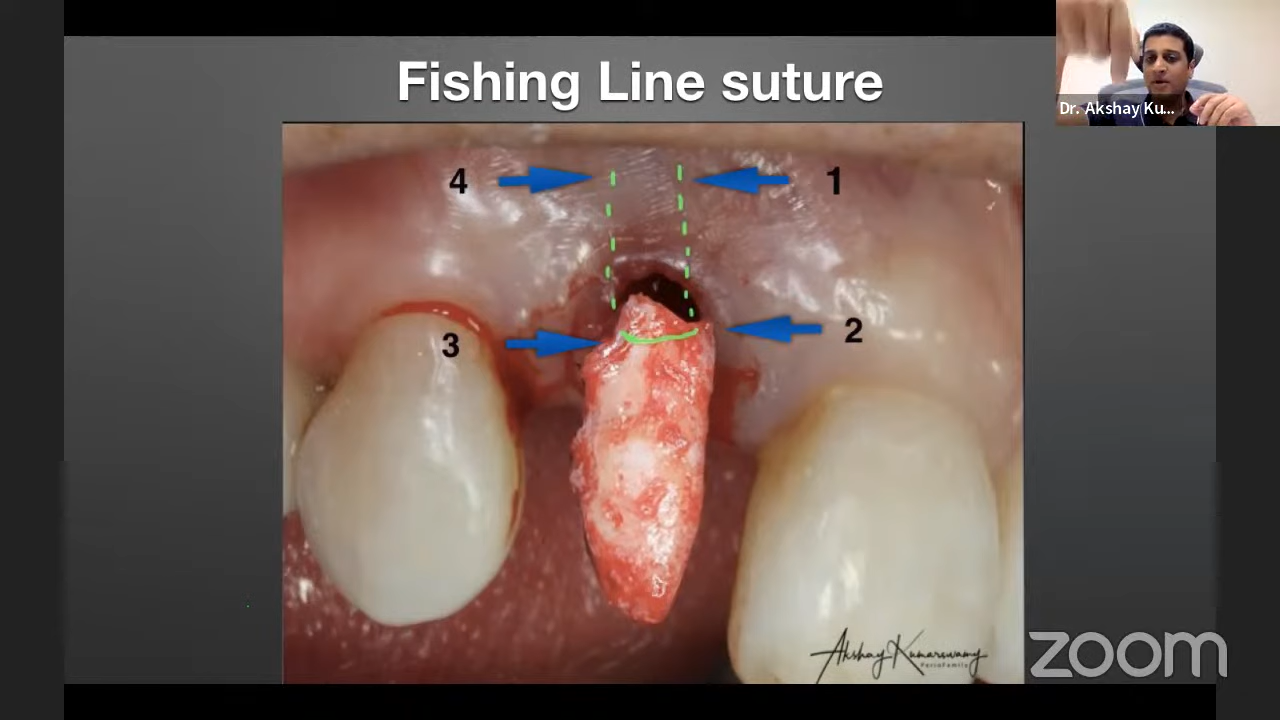 Fishing Line suture
Dr. Akshay Ku...
4
1
3
2
Akshay Kumarswamy
PerioFamily
zoom